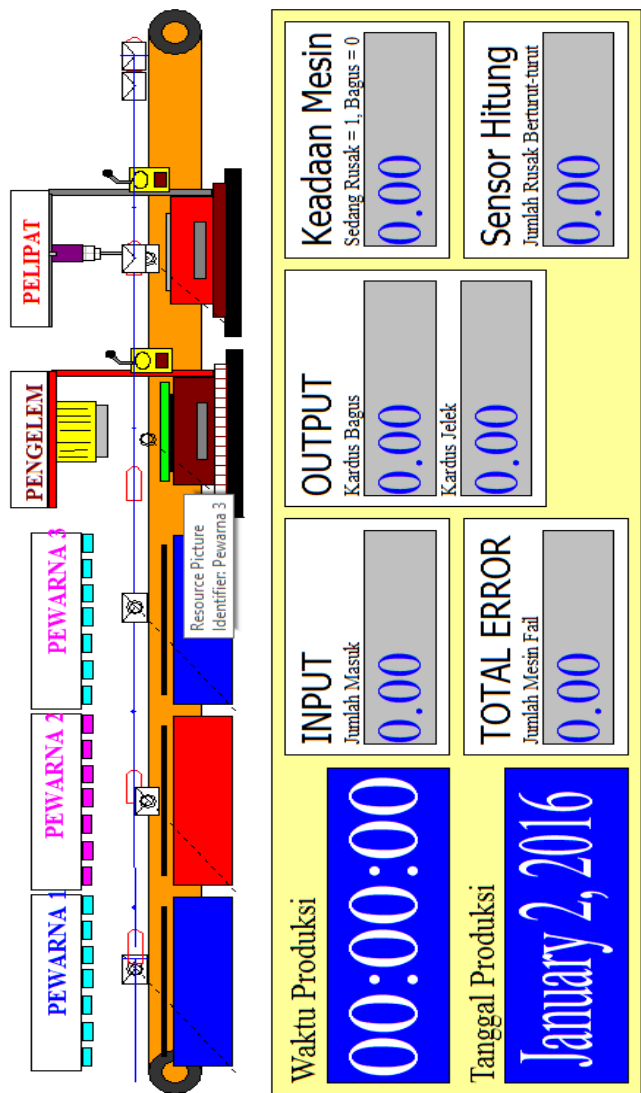 PEWARNA 1
PEWARNA 2
PEWARNA 3
PENGELEM
PELIPAT
Resource Picture
Identifier: Pewarna 3
Waktu Produksi
00:00:00
Tanggal Produksi
January 2, 2016
INPUT
Jumlah Masuk
0.00
TOTAL ERROR
Jumlah Mesin Fail
0.00
OUTPUT
Kardus Bagus
0.00
Kardus Jelek
0.00
Keadaan Mesin
Sedang Rusak = 1, Bagus = 0
0.00
Sensor Hitung
Jumlah Rusak Berturut-turut
0.00